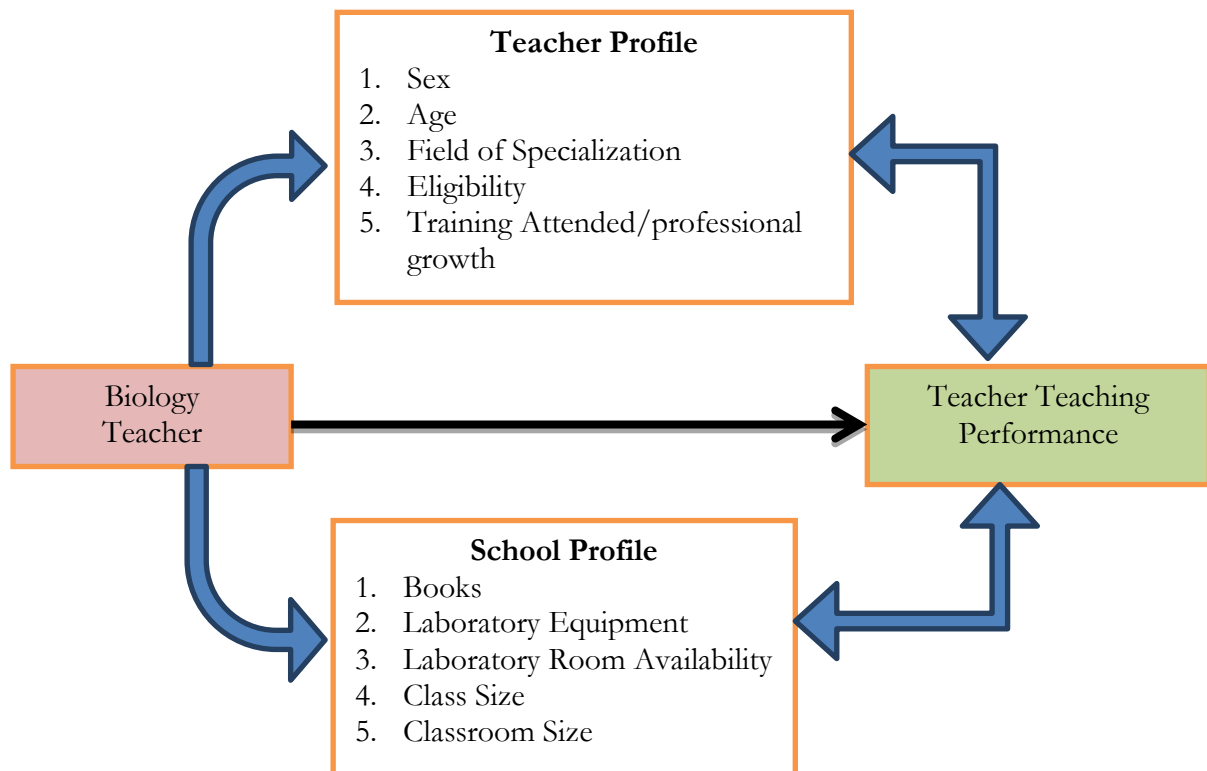 Teacher Profile
1. Sex
2. Age
3. Field of Specialization
4. Eligibility
5. Training Attended/professional
growth
Biology
Teacher
Teacher Teaching
Performance
School Profile
1. Books
2. Laboratory Equipment
3. Laboratory Room Availability
4. Class Size
5. Classroom Size